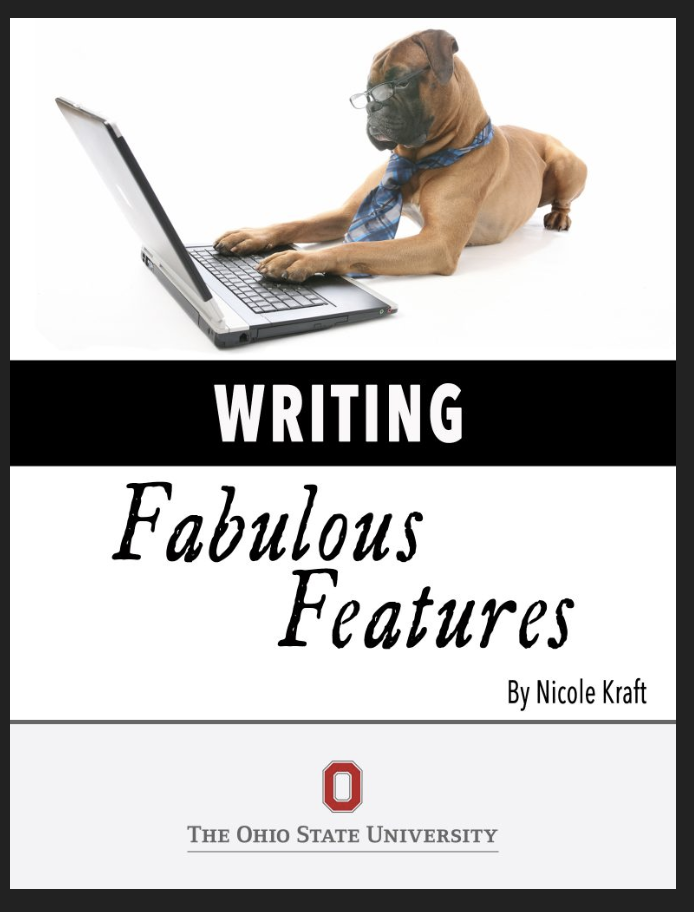 WRITING
Fabulous
Features
By Nicole Kraft
O
THE OHIO STATE UNIVERSITY